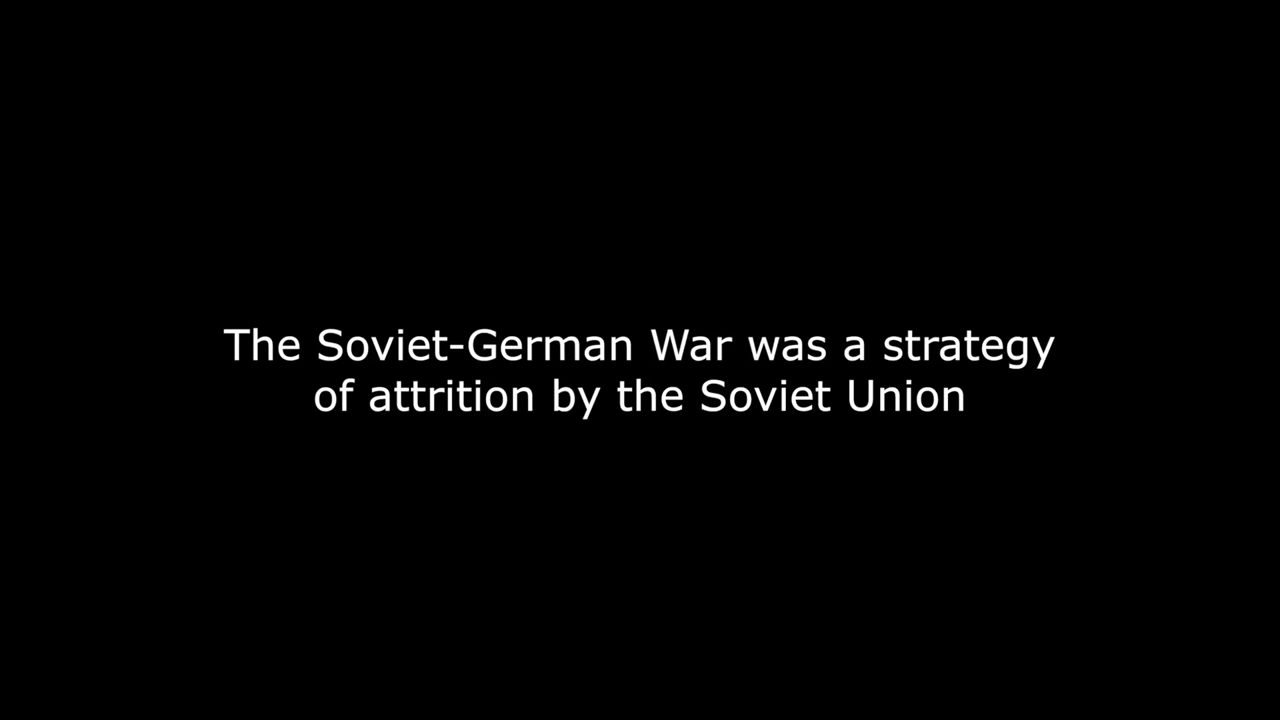 The Soviet-German War was a strategy
of attrition by the Soviet Union